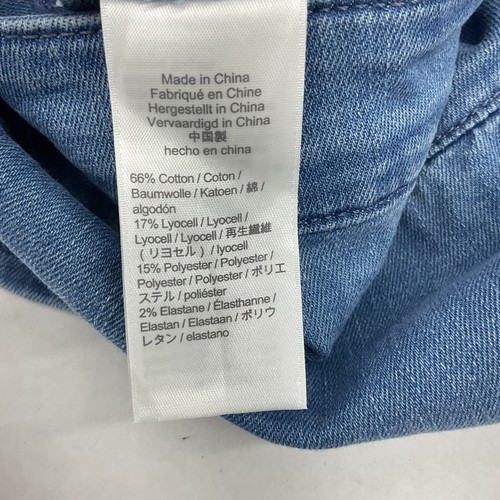 Made in China
Fabriqué en Chine
Hergestellt in China
Vervaardigd in China
中国製
hecho en china
66% Cotton / Coton /
Baumwolle / Katoen / 綿 /
algodón
17% Lyocell / Lyocell /
Lyocell / Lyocell / 再生繊維
(リヨセル) / lyocell
15% Polyester / Polyester /
Polyester / Polyester / ポリエ
ステル / poliéster
2% Elastane / Élasthanne /
Elastan / Elastaan / ポリウ
レタン / elastano